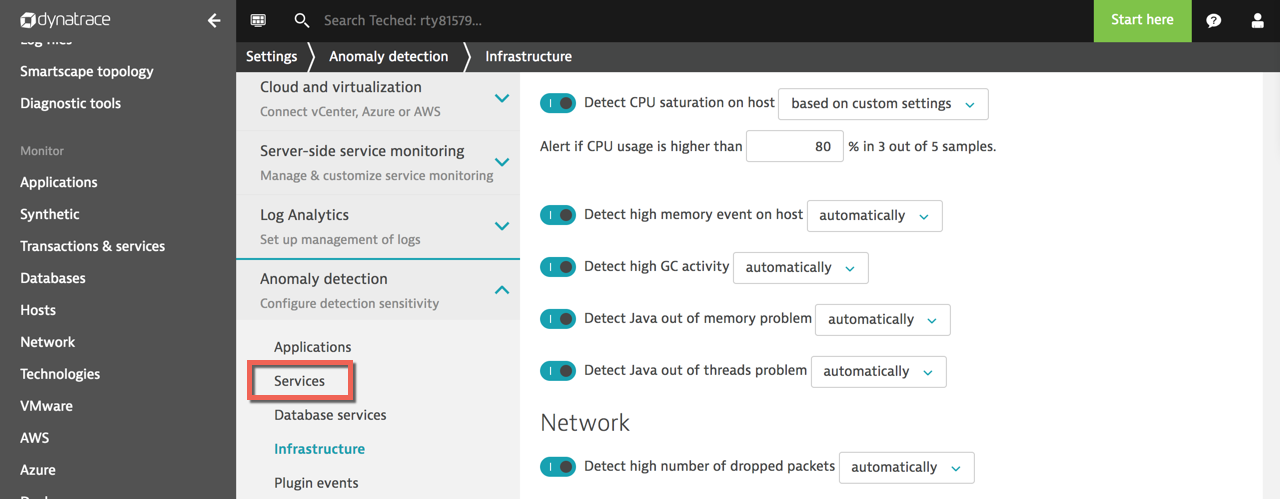 dynatrace
Search Teched: rty81579...
Start here
Settings
Anomaly detection
Infrastructure
Log files
Smartscape topology
Diagnostic tools
Monitor
Applications
Synthetic
Transactions & services
Databases
Hosts
Network
Technologies
VMware
AWS
Azure
Cloud and virtualization
Connect vCenter, Azure or AWS
Server-side service monitoring
Manage & customize service monitoring
Log Analytics
Set up management of logs
Anomaly detection
Configure detection sensitivity
Applications
Services
Database services
Infrastructure
Plugin events
Detect CPU saturation on host based on custom settings
Alert if CPU usage is higher than 80 % in 3 out of 5 samples.
Detect high memory event on host automatically
Detect high GC activity automatically
Detect Java out of memory problem automatically
Detect Java out of threads problem automatically
Network
Detect high number of dropped packets automatically